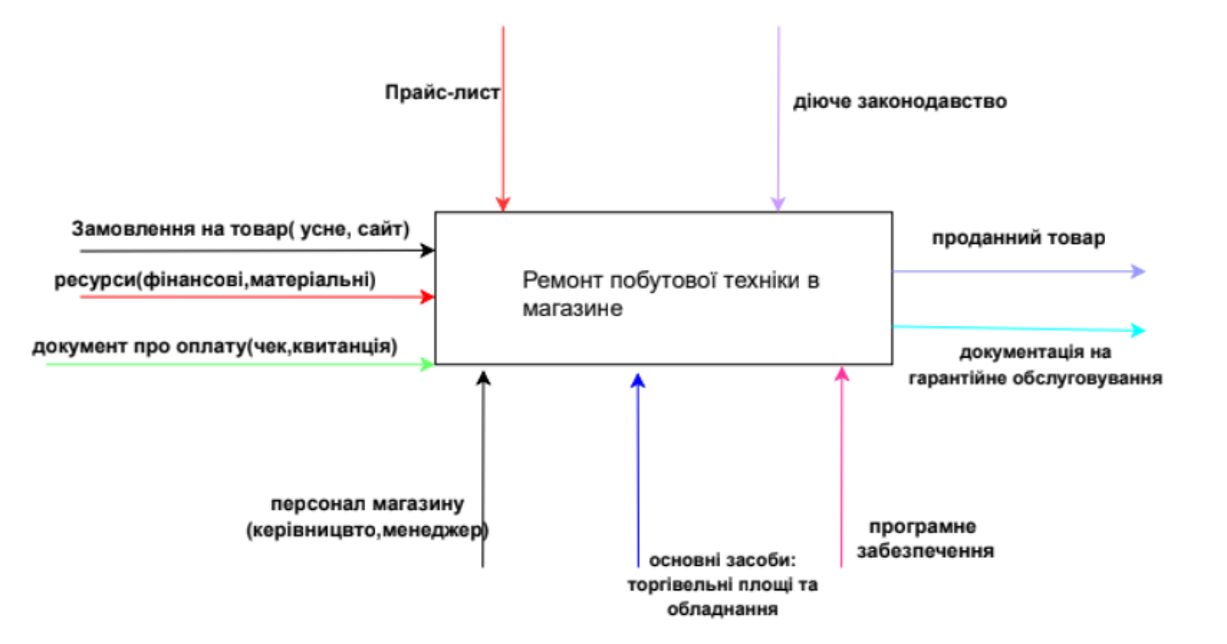 Прайс-лист
діюче законодавство
Замовлення на товар( усне, сайт)
ресурси(фінансові,матеріальні)
документ про оплату(чек,квитанція)
Ремонт побутової техніки в
магазине
проданний товар
документація на
гарантійне обслуговування
персонал магазину
(керівницвто,менеджер)
основні засоби:
торгівельні площі та
обладнання
програмне
забезпечення